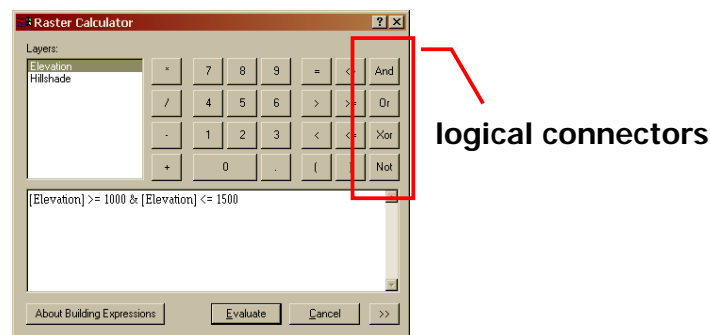 Raster Calculator
? ×
Layers:
Elevation
Hillshade
* 7 8 9 = <> And
/ 4 5 6 > >= Or
- 1 2 3 < <= Xor
+ 0 . ( ) Not
logical connectors
[Elevation] >= 1000 & [Elevation] <= 1500
About Building Expressions Evaluate Cancel >>